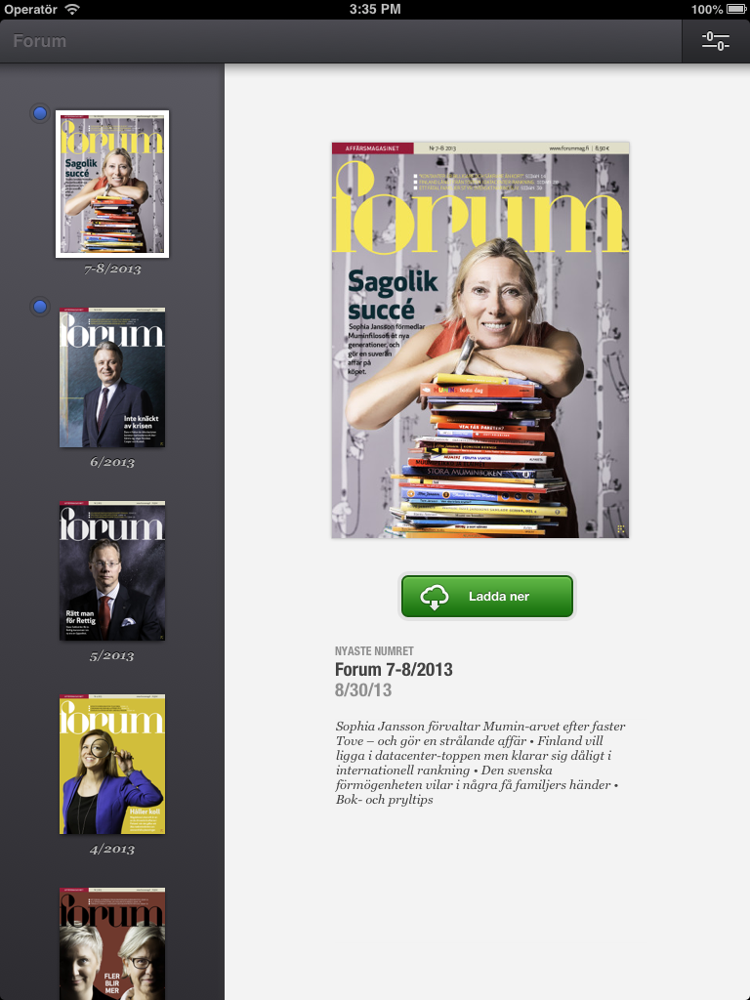 Operatör
3:35 PM
100%
Forum
forum
Sagolik
succé
7-8/2013
forum
Inte knäckt
av krisen
6/2013
forum
Rätt man
för Rettig
5/2013
forum
Håller koll
4/2013
forum
FLER
BLIR
MER
AFFÄRSMAGASINET
Nr 7-8 2013
www.forummag.fi | 8,90 €
forum
Sagolik
succé
Sophia Jansson förmedlar
Muminfilosofi åt nya
generationer, och
gör en suverän
affär på
köpet.
VEM FÅR PARETEN?
STORA MUMINBOKEN
Ladda ner
NYASTE NUMRET
Forum 7-8/2013
8/30/13
Sophia Jansson förvaltar Mumin-arvet efter faster
Tove – och gör en strålande affär • Finland vill
ligga i datacenter-toppen men klarar sig dåligt i
internationell rankning • Den svenska
förmögenheten vilar i några få familjers händer •
Bok- och pryltips